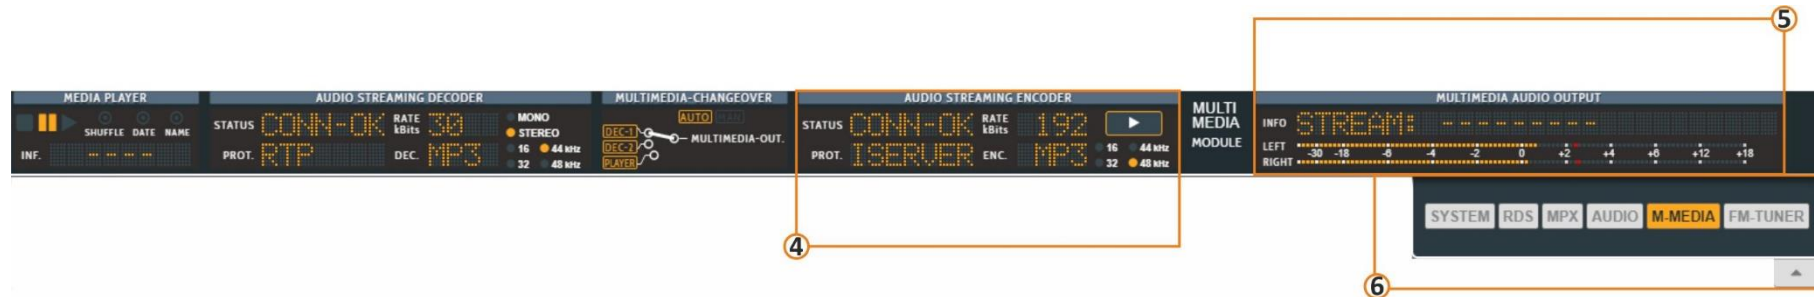 5
MEDIA PLAYER
SHUFFLE DATE NAME
INF. ----
AUDIO STREAMING DECODER
STATUS CONN-OK RATE kBits 30
MONO
STEREO
PROT. RTP DEC. MP3
16 44 kHz
32 48 kHz
MULTIMEDIA-CHANGEOVER
AUTO MAN
DEC-1
DEC-2
PLAYER
MULTIMEDIA-OUT.
AUDIO STREAMING ENCODER
STATUS CONN-OK RATE kBits 192
PROT. ISERVER ENC. MP3
16 44 kHz
32 48 kHz
MULTI
MEDIA
MODULE
MULTIMEDIA AUDIO OUTPUT
INFO STREAM: ---------
LEFT
RIGHT
-30 -18 -8 -4 -2 0 +2 +4 +6 +12 +18
SYSTEM RDS MPX AUDIO M-MEDIA FM-TUNER
4
6